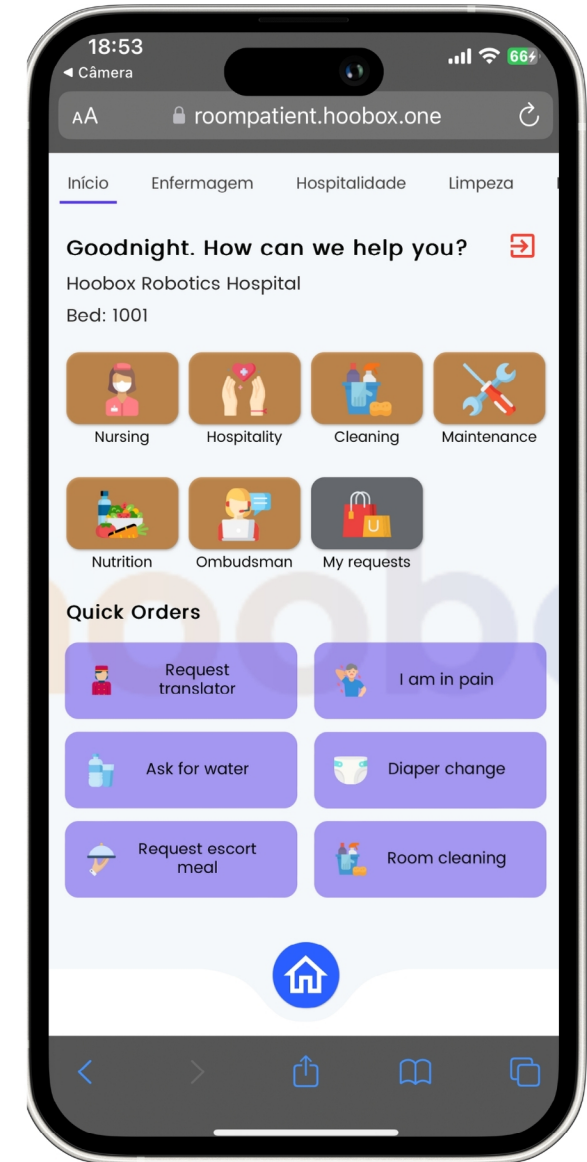 18:53
◀ Câmera
66
AA
roompatient.hoobox.one
Início
Enfermagem
Hospitalidade
Limpeza
Goodnight. How can we help you?
Hoobox Robotics Hospital
Bed: 1001
Nursing
Hospitality
Cleaning
Maintenance
Nutrition
Ombudsman
My requests
hoobo
Quick Orders
Request
translator
I am in pain
Ask for water
Diaper change
Request escort
meal
Room cleaning